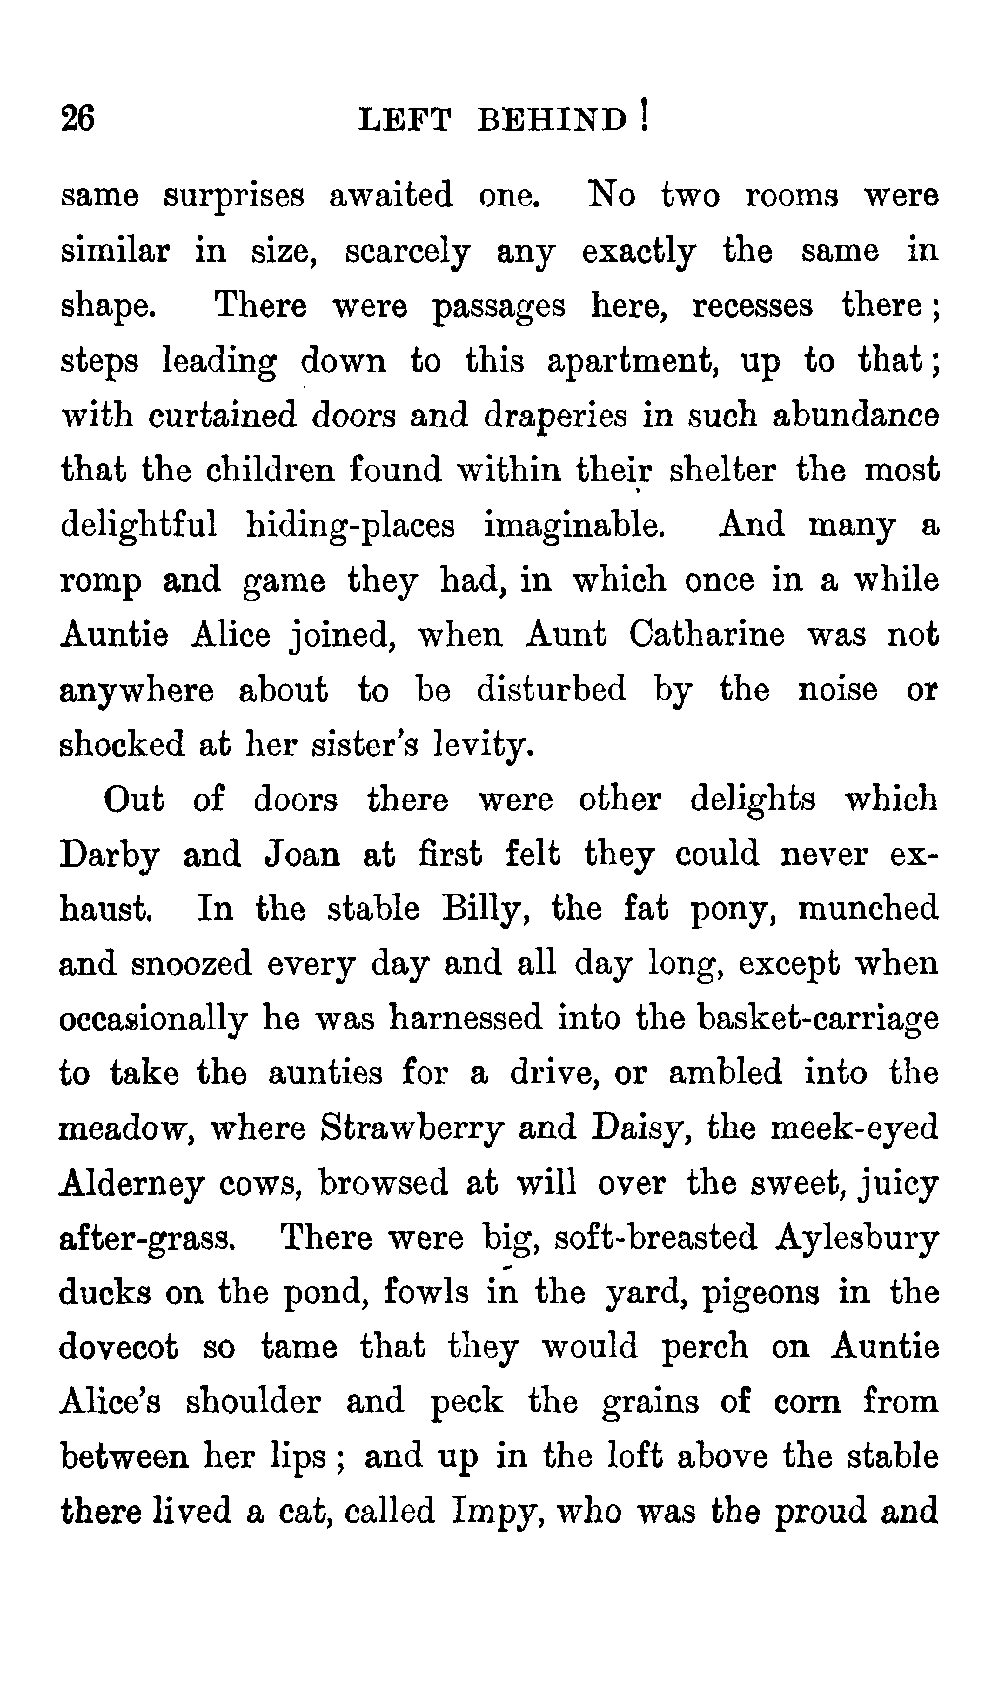 26 LEFT BEHIND!
same surprises awaited one. No two rooms were
similar in size, scarcely any exactly the same in
shape. There were passages here, recesses there;
steps leading down to this apartment, up to that;
with curtained doors and draperies in such abundance
that the children found within their shelter the most
delightful hiding-places imaginable. And many a
romp and game they had, in which once in a while
Auntie Alice joined, when Aunt Catharine was not
anywhere about to be disturbed by the noise or
shocked at her sister's levity.
Out of doors there were other delights which
Darby and Joan at first felt they could never ex-
haust. In the stable Billy, the fat pony, munched
and snoozed every day and all day long, except when
occasionally he was harnessed into the basket-carriage
to take the aunties for a drive, or ambled into the
meadow, where Strawberry and Daisy, the meek-eyed
Alderney cows, browsed at will over the sweet, juicy
after-grass. There were big, soft-breasted Aylesbury
ducks on the pond, fowls in the yard, pigeons in the
dovecot so tame that they would perch on Auntie
Alice's shoulder and peck the grains of corn from
between her lips; and up in the loft above the stable
there lived a cat, called Impy, who was the proud and